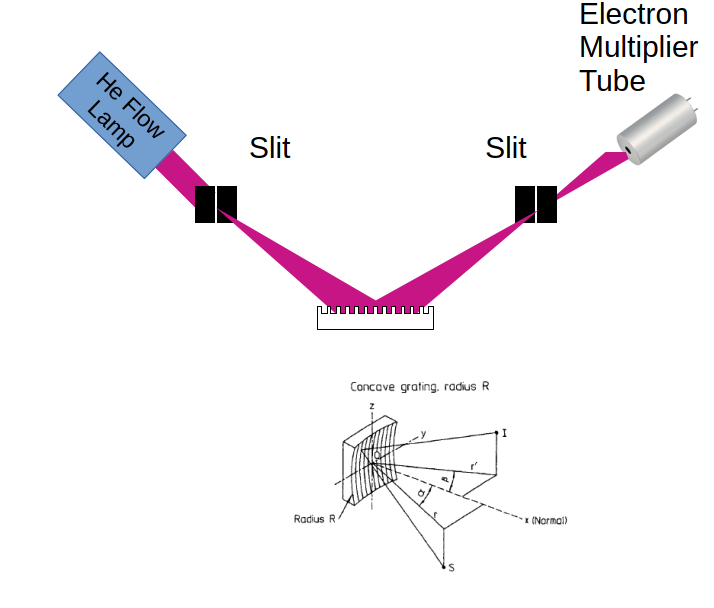 Electron
Multiplier
Tube
He Flow
Lamp
Slit
Slit
Concave grating, radius R
z
y
I
O
r'
β
α
r
x (Normal)
Radius R
S